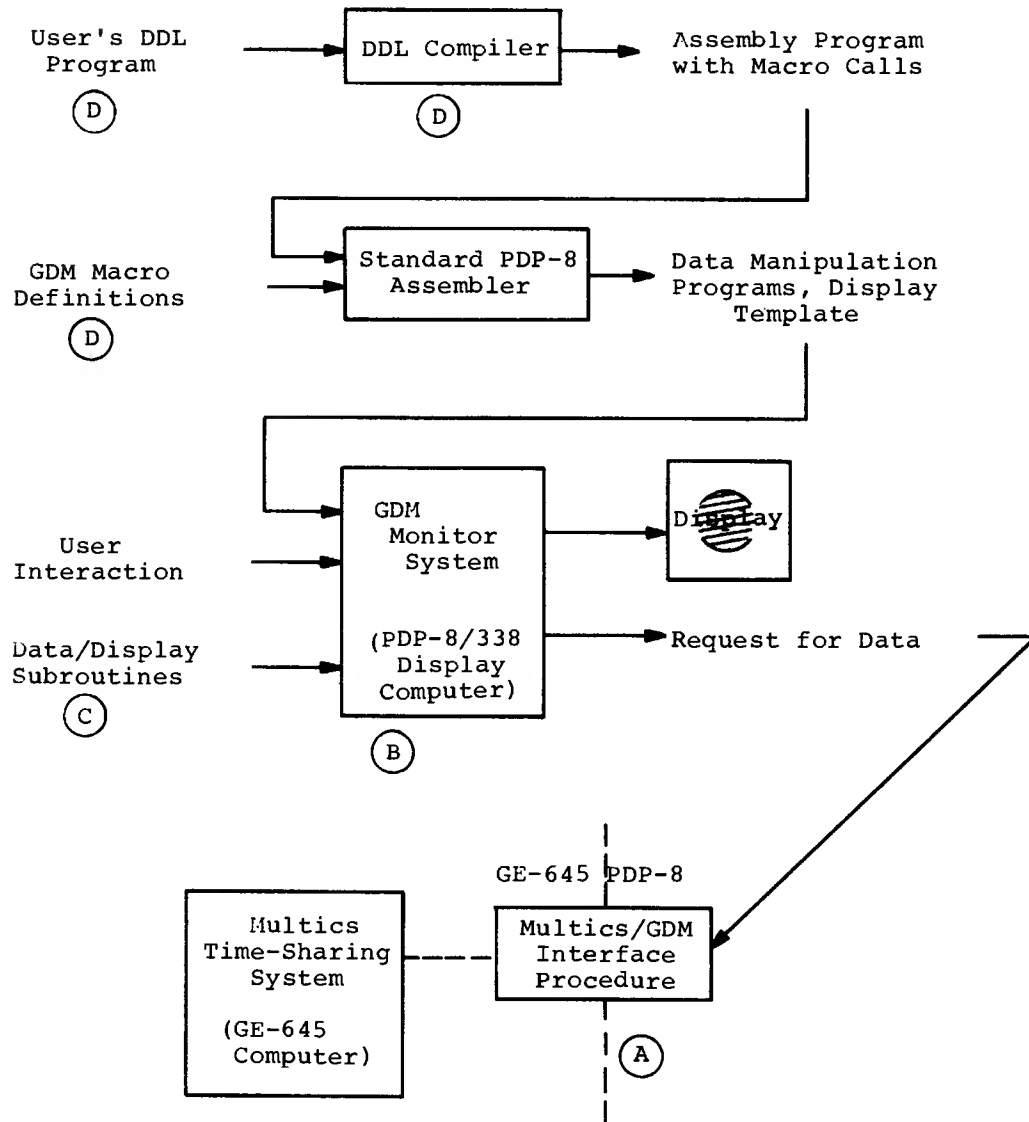 User's DDL
Program
D
DDL Compiler
D
Assembly Program
with Macro Calls
GDM Macro
Definitions
D
Standard PDP-8
Assembler
Data Manipulation
Programs, Display
Template
User
Interaction
Data/Display
Subroutines
C
GDM
Monitor
System
(PDP-8/338
Display
Computer)
B
Display
Request for Data
Multics
Time-Sharing
System
(GE-645
Computer)
GE-645 PDP-8
Multics/GDM
Interface
Procedure
A